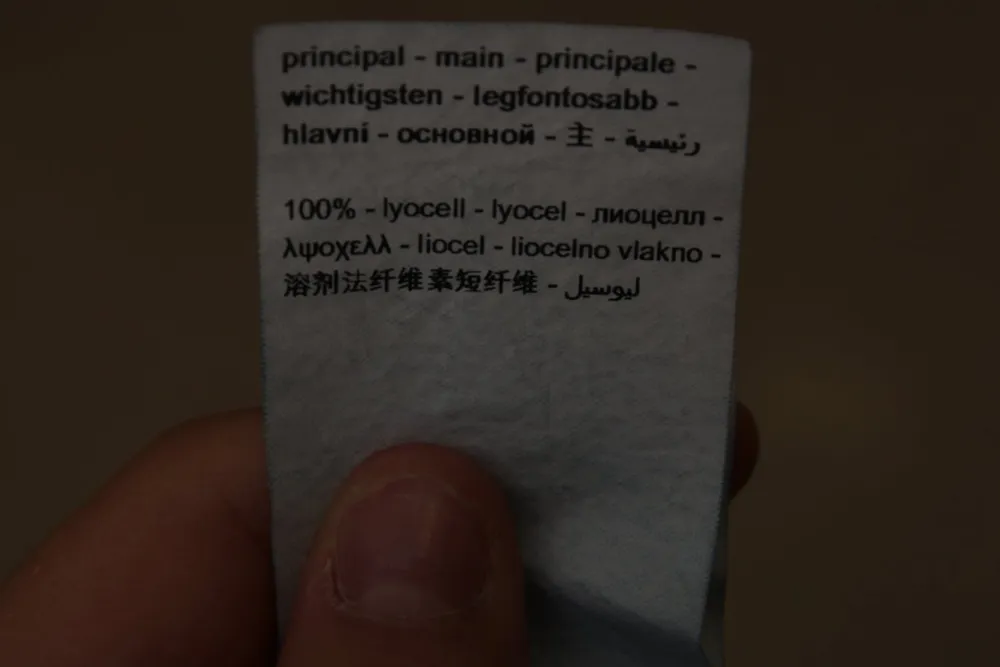 principal - main - principale -
wichtigsten - legfontosabb -
hlavní - основной - 主 - رئيسية
100% - lyocell - lyocel - лиоцелл -
λψοχελλ - liocel - liocelno vlakno -
溶剂法纤维素短纤维 - ليوسيل